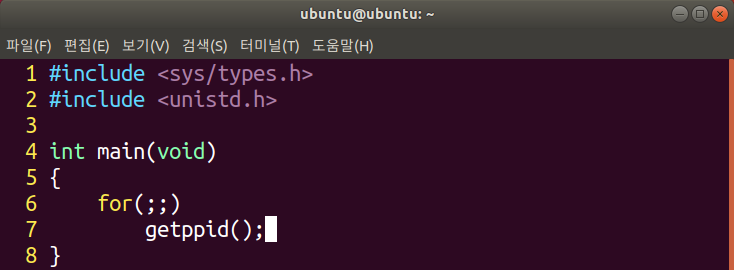 ubuntu@ubuntu: ~
파일(F) 편집(E) 보기(V) 검색(S) 터미널(T) 도움말(H)
1 #include <sys/types.h>
2 #include <unistd.h>
3
4 int main(void)
5 {
6     for(;;)
7         getppid();
8 }